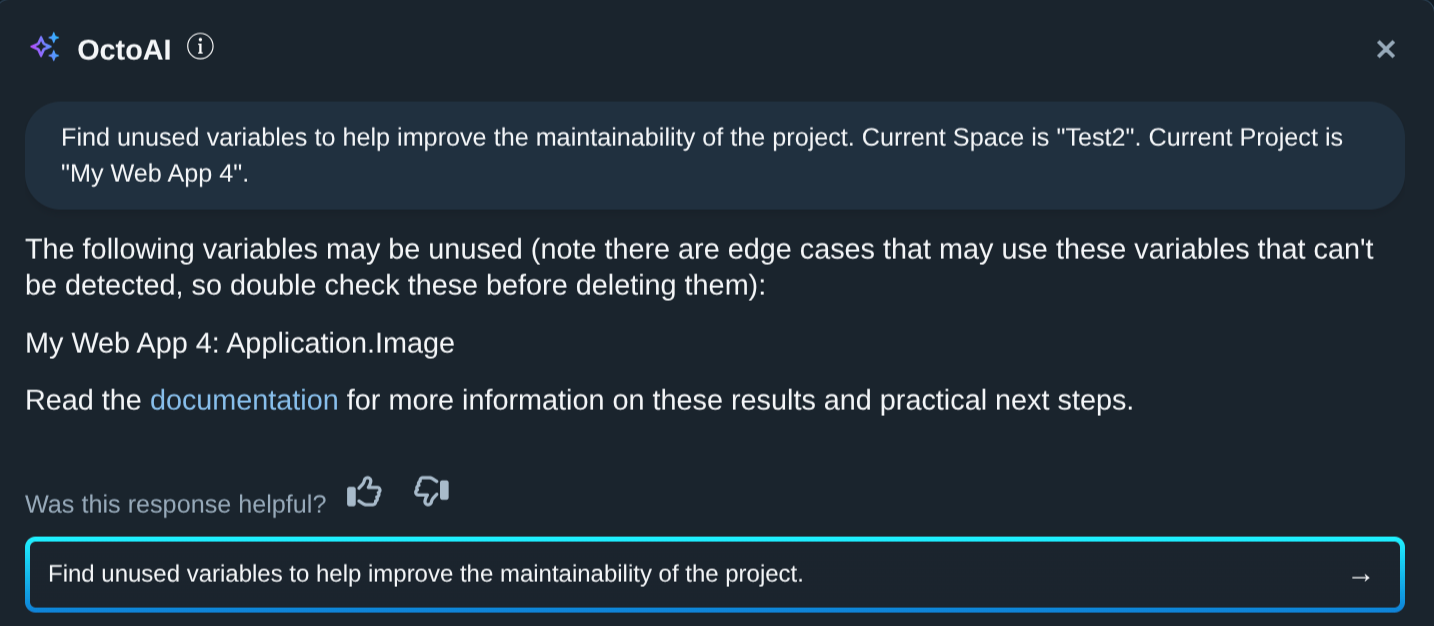 OctoAI
Find unused variables to help improve the maintainability of the project. Current Space is "Test2". Current Project is
"My Web App 4".
The following variables may be unused (note there are edge cases that may use these variables that can't
be detected, so double check these before deleting them):
My Web App 4: Application.Image
Read the documentation for more information on these results and practical next steps.
Was this response helpful?
Find unused variables to help improve the maintainability of the project.